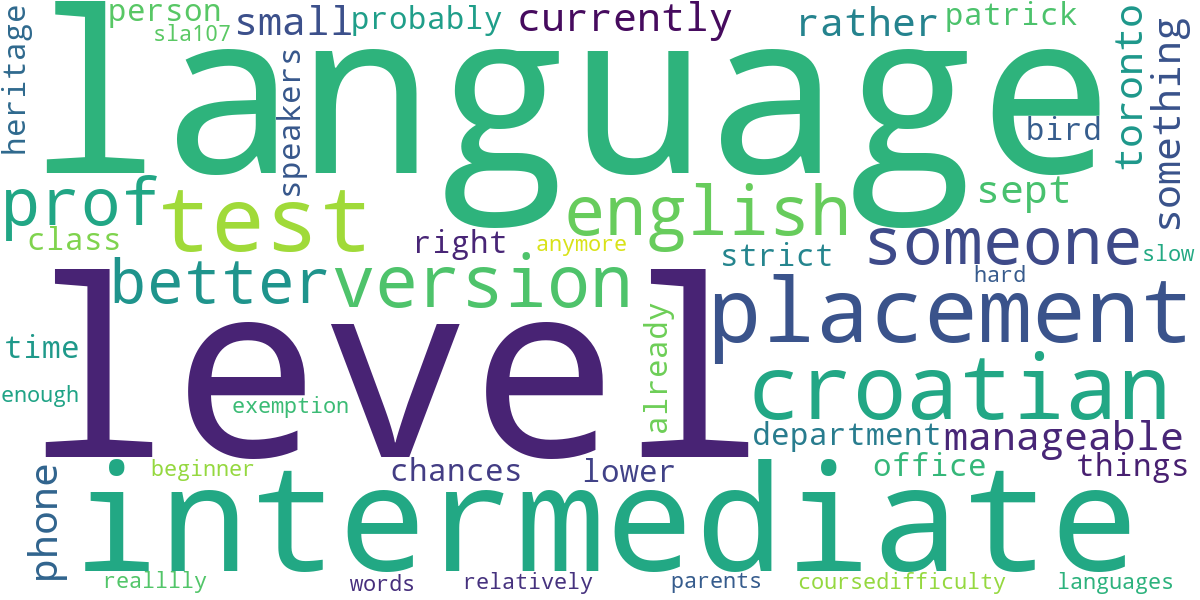 person
small
probably
currently
rather
patrick
sla107
language
heritage
speakers
toronto
something
bird
prof
test
english
sept
class
right
anymore
strict
someone
slow
better
version
hard
level
placement
already
time
croatian
enough
exemption
department
manageable
beginner
chances
lower
office
things
phone
intermediate
realllly
words
relatively
parents
coursedifficulty
languages